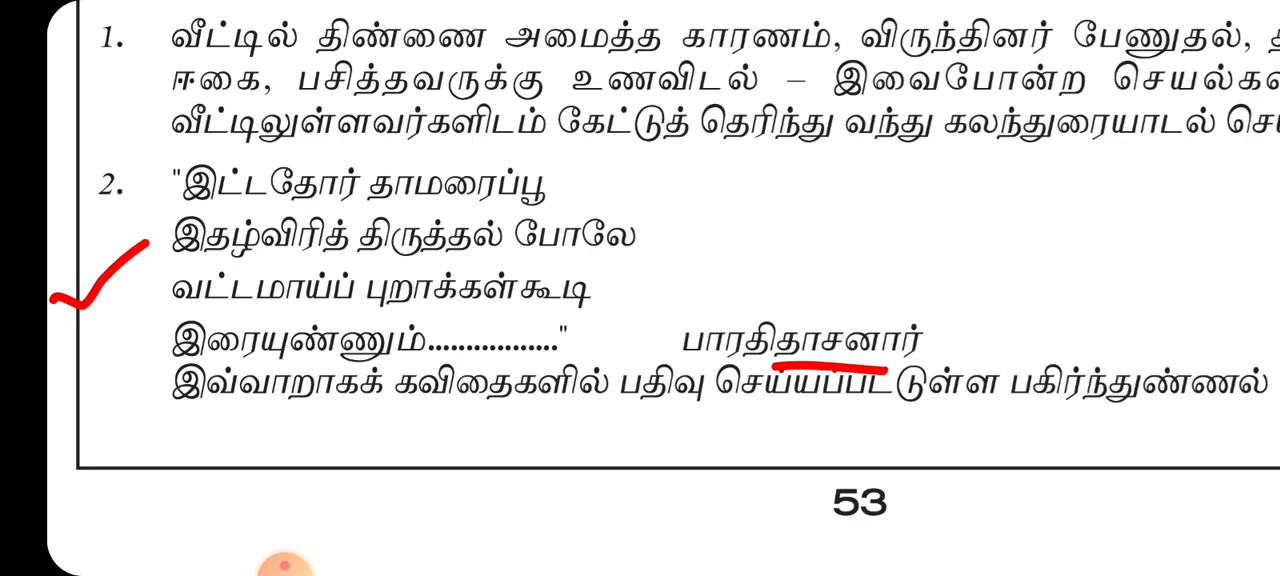 1. வீட்டில் திண்ணை அமைத்த காரணம், விருந்தினர் பேணுதல்,
ஈகை, பசித்தவருக்கு உணவிடல் – இவைபோன்ற
வீட்டிலுள்ளவர்களிடம் கேட்டுத் தெரிந்து வந்து கலந்துரையாடல்
2. "இட்டதோர் தாமரைப்பூ
இதழ்விரித் திருத்தல் போலே
வட்டமாய்ப் புறாக்கள்கூடி
இரையுண்ணும்................." பாரதிதாசனார்
இவ்வாறாகக் கவிதைகளில் பதிவு செய்யப்பட்டுள்ள பகிர்ந்துண்ணல்
53